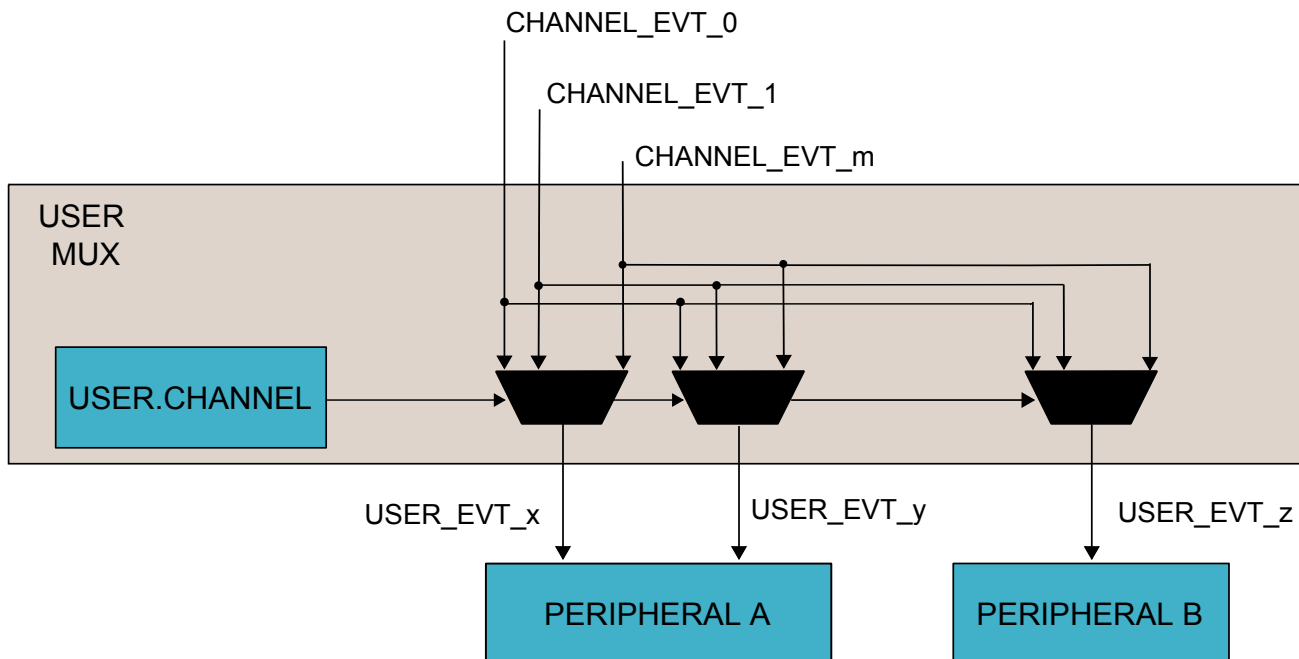 CHANNEL_EVT_0
CHANNEL_EVT_1
CHANNEL_EVT_m
USER
MUX
USER.CHANNEL
USER_EVT_x
USER_EVT_y
USER_EVT_z
PERIPHERAL A
PERIPHERAL B